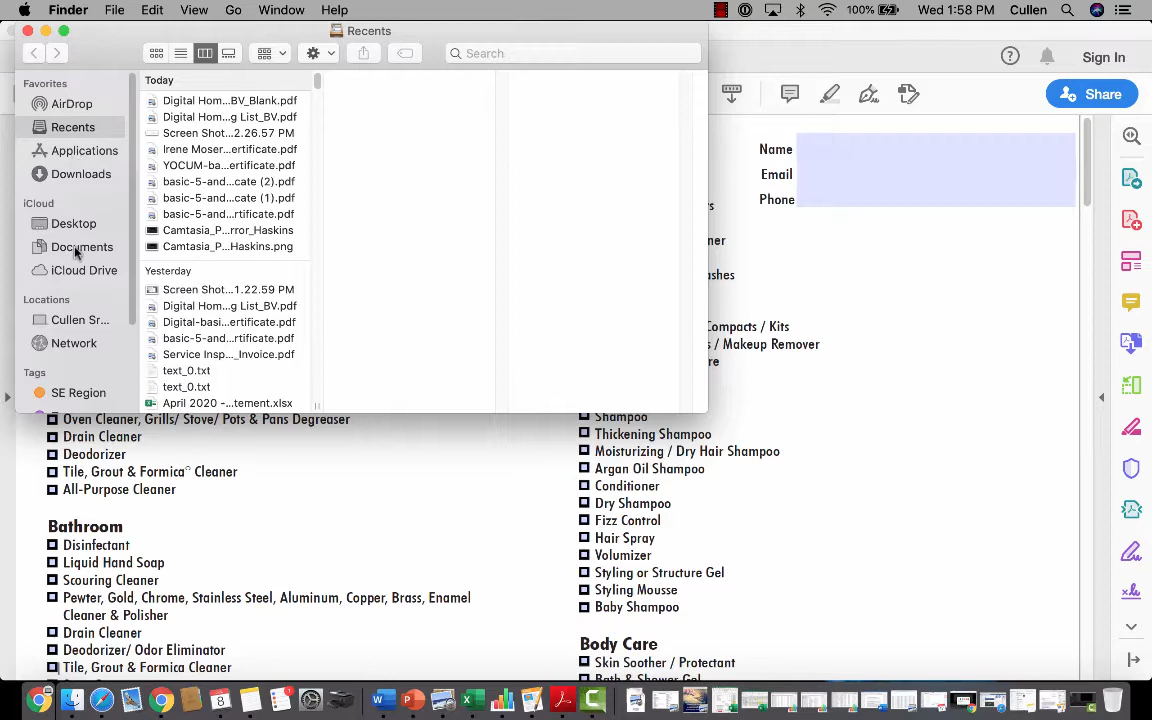 Finder File Edit View Go Window Help 100% Wed 1:58 PM Cullen
Recents
Search
Sign In
Share
Favorites
AirDrop
Recents
Applications
Downloads
iCloud
Desktop
Documents
iCloud Drive
Locations
Cullen Sr...
Network
Tags
SE Region
Today
Digital Hom...BV_Blank.pdf
Digital Hom...g List_BV.pdf
Screen Shot...2.26.57 PM
Irene Moser...ertificate.pdf
YOCUM-ba...ertificate.pdf
basic-5-and...cate (2).pdf
basic-5-and...cate (1).pdf
basic-5-and...rtificate.pdf
Camtasia_P...rror_Haskins
Camtasia_P...Haskins.png
Yesterday
Screen Shot...1.22.59 PM
Digital Hom...g List_BV.pdf
Digital-basi...ertificate.pdf
basic-5-and...rtificate.pdf
Service Insp..._Invoice.pdf
text_0.txt
text_0.txt
April 2020 -...tement.xlsx
Name
Email
Phone
Compacts / Kits
s / Makeup Remover
Oven Cleaner, Grills/ Stove/ Pots & Pans Degreaser
Drain Cleaner
Deodorizer
Tile, Grout & Formica° Cleaner
All-Purpose Cleaner
Bathroom
Disinfectant
Liquid Hand Soap
Scouring Cleaner
Pewter, Gold, Chrome, Stainless Steel, Aluminum, Copper, Brass, Enamel
Cleaner & Polisher
Drain Cleaner
Deodorizer/ Odor Eliminator
Tile, Grout & Formica Cleaner
Shampoo
Thickening Shampoo
Moisturizing / Dry Hair Shampoo
Argan Oil Shampoo
Conditioner
Dry Shampoo
Fizz Control
Hair Spray
Volumizer
Styling or Structure Gel
Styling Mousse
Baby Shampoo
Body Care
Skin Soother / Protectant
Bath & Shower Gel